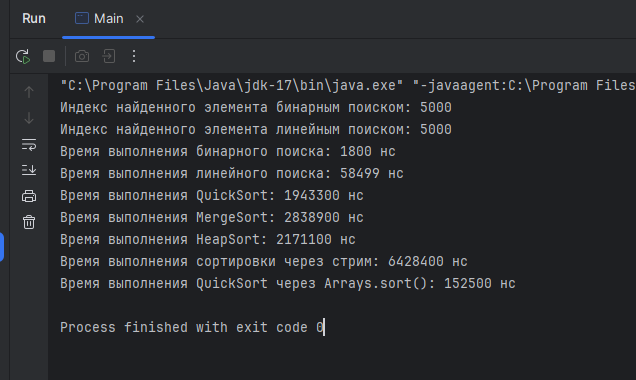 Run Main
"C:\Program Files\Java\jdk-17\bin\java.exe" "-javaagent:C:\Program Files
Индекс найденного элемента бинарным поиском: 5000
Индекс найденного элемента линейным поиском: 5000
Время выполнения бинарного поиска: 1800 нс
Время выполнения линейного поиска: 58499 нс
Время выполнения QuickSort: 1943300 нс
Время выполнения MergeSort: 2838900 нс
Время выполнения HeapSort: 2171100 нс
Время выполнения сортировки через стрим: 6428400 нс
Время выполнения QuickSort через Arrays.sort(): 152500 нс
Process finished with exit code 0